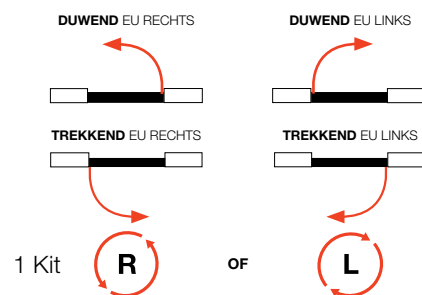 DUWEND EU RECHTS
DUWEND EU LINKS
TREKKEND EU RECHTS
TREKKEND EU LINKS
1 Kit R OF L